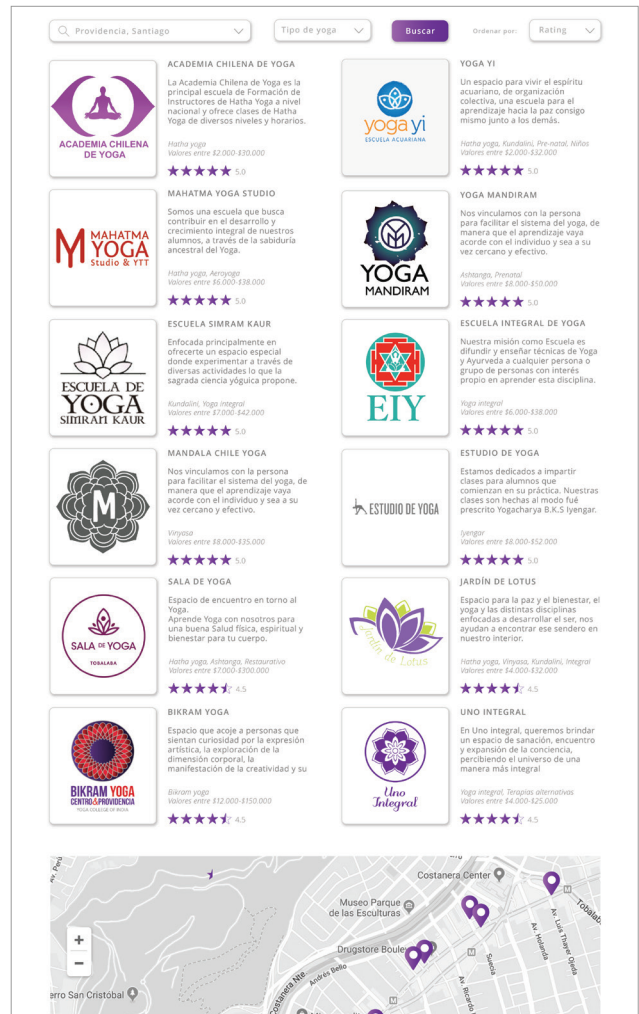 Providencia, Santiago
Tipo de yoga
Buscar
Ordenar por:
Rating
ACADEMIA CHILENA
DE YOGA
ACADEMIA CHILENA DE YOGA
La Academia Chilena de Yoga es la
principal escuela de Formación de
Instructores de Hatha Yoga a nivel
nacional y ofrece clases de Hatha
Yoga de diversos niveles y horarios.
Hatha yoga
Valores entre $2.000-$30.000
5.0
yoga yi
ESCUELA ACUARIANA
YOGA YI
Un espacio para vivir el espíritu
acuariano, de organización
colectiva, una escuela para el
aprendizaje hacia la paz consigo
mismo junto a los demás.
Hatha yoga, Kundalini, Pre-natal, Niños
Valores entre $2.000-$32.000
5.0
MAHATMA
YOGA
Studio & YTT
MAHATMA YOGA STUDIO
Somos una escuela que busca
contribuir en el desarrollo y
crecimiento integral de nuestros
alumnos, a través de la sabiduría
ancestral del Yoga.
Hatha yoga, Aeroyoga
Valores entre $6.000-$38.000
5.0
YOGA
MANDIRAM
YOGA MANDIRAM
Nos vinculamos con la persona
para facilitar el sistema del yoga, de
manera que el aprendizaje vaya
acorde con el individuo y sea a su
vez cercano y efectivo.
Ashtanga, Prenatal
Valores entre $8.000-$50.000
5.0
ESCUELA DE
YOGA
SIMRAM KAUR
ESCUELA SIMRAM KAUR
Enfocada principalmente en
ofrecerte un espacio especial
donde experimentar a través de
diversas actividades lo que la
sagrada ciencia yóguica propone.
Kundalini, Yoga integral
Valores entre $7.000-$42.000
5.0
EIY
ESCUELA INTEGRAL DE YOGA
Nuestra misión como Escuela es
difundir y enseñar técnicas de Yoga
y Ayurveda a cualquier persona o
grupo de personas con interés
propio en aprender esta disciplina.
Yoga integral
Valores entre $6.000-$38.000
5.0
M
MANDALA CHILE YOGA
Nos vinculamos con la persona
para facilitar el sistema del yoga, de
manera que el aprendizaje vaya
acorde con el individuo y sea a su
vez cercano y efectivo.
Vinyasa
Valores entre $8.000-$35.000
5.0
ESTUDIO DE YOGA
ESTUDIO DE YOGA
Estamos dedicados a impartir
clases para alumnos que
comienzan en su práctica. Nuestras
clases son hechas al modo fué
prescrito Yogacharya B.K.S Iyengar.
Iyengar
Valores entre $8.000-$52.000
5.0
SALA DE YOGA
TOBALABA
SALA DE YOGA
Espacio de encuentro en torno al
Yoga.
Aprende Yoga con nosotros para
una buena Salud física, espiritual y
bienestar para tu cuerpo.
Hatha yoga, Ashtanga, Restaurativo
Valores entre $7.000-$300.000
4.5
Jardín de Lotus
JARDÍN DE LOTUS
Espacio para la paz y el bienestar, el
yoga y las distintas disciplinas
enfocadas a desarrollar el ser, nos
ayudan a encontrar ese sendero en
nuestro interior.
Hatha yoga, Vinyasa, Kundalini, Integral
Valores entre $4.000-$32.000
4.5
BIKRAM YOGA
CENTRO&PROVIDENCIA
YOGA COLLEGE OF INDIA
BIKRAM YOGA
Espacio que acoje a personas que
sientan curiosidad por la expresión
artística, la exploración de la
dimensión corporal, la
manifestación de la creatividad y su
Bikram yoga
Valores entre $12.000-$150.000
4.5
Uno
Integral
UNO INTEGRAL
En Uno integral, queremos brindar
un espacio de sanación, encuentro
y expansión de la conciencia,
percibiendo el universo de una
manera más integral
Yoga integral, Terapias alternativas
Valores entre $4.000-$25.000
4.5
Av. Perú
Costanera Center
Museo Parque
de las Esculturas
M
Tobalab
Av. Luis Thayer Ojeda
Av. Holanda
Suecia
Drugstore Boule
M
Andrés Bello
Costanera Nte.
Av. Ricardo
erro San Cristóbal
M
+
−